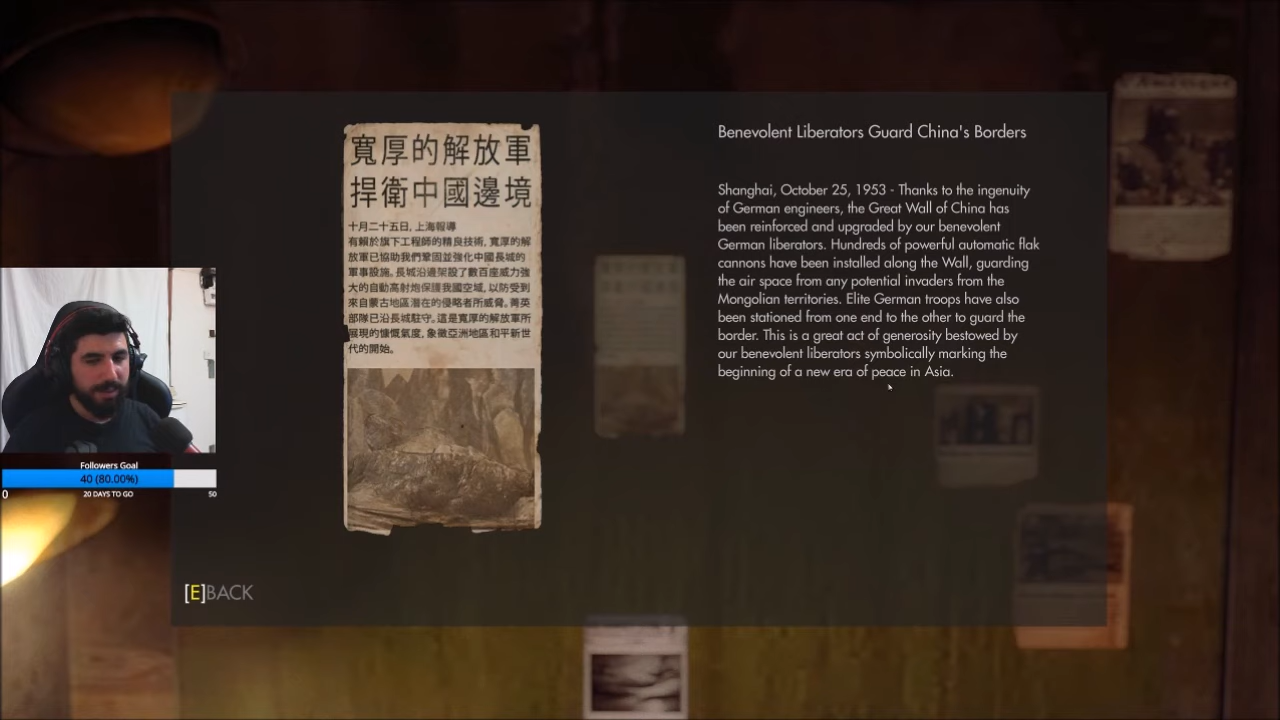 寬厚的解放軍
捍衛中國邊境
十月二十五日, 上海報導
有賴於旗下工程師的精良技術, 寬厚的解
放軍已協助我們鞏固並強化中國長城的
軍事設施。長城沿邊架設了數百座威力強
大的自動高射炮保護我國空域, 以防受到
來自蒙古地區潛在的侵略者所威脅。菁英
部隊已沿長城駐守。這是寬厚的解放軍所
展現的慷慨氣度, 象徵亞洲地區和平新世
代的開始。
Benevolent Liberators Guard China's Borders
Shanghai, October 25, 1953 - Thanks to the ingenuity
of German engineers, the Great Wall of China has
been reinforced and upgraded by our benevolent
German liberators. Hundreds of powerful automatic flak
cannons have been installed along the Wall, guarding
the air space from any potential invaders from the
Mongolian territories. Elite German troops have also
been stationed from one end to the other to guard the
border. This is a great act of generosity bestowed by
our benevolent liberators symbolically marking the
beginning of a new era of peace in Asia.
Followers Goal
40 (80.00%)
0 20 DAYS TO GO 50
[E]BACK